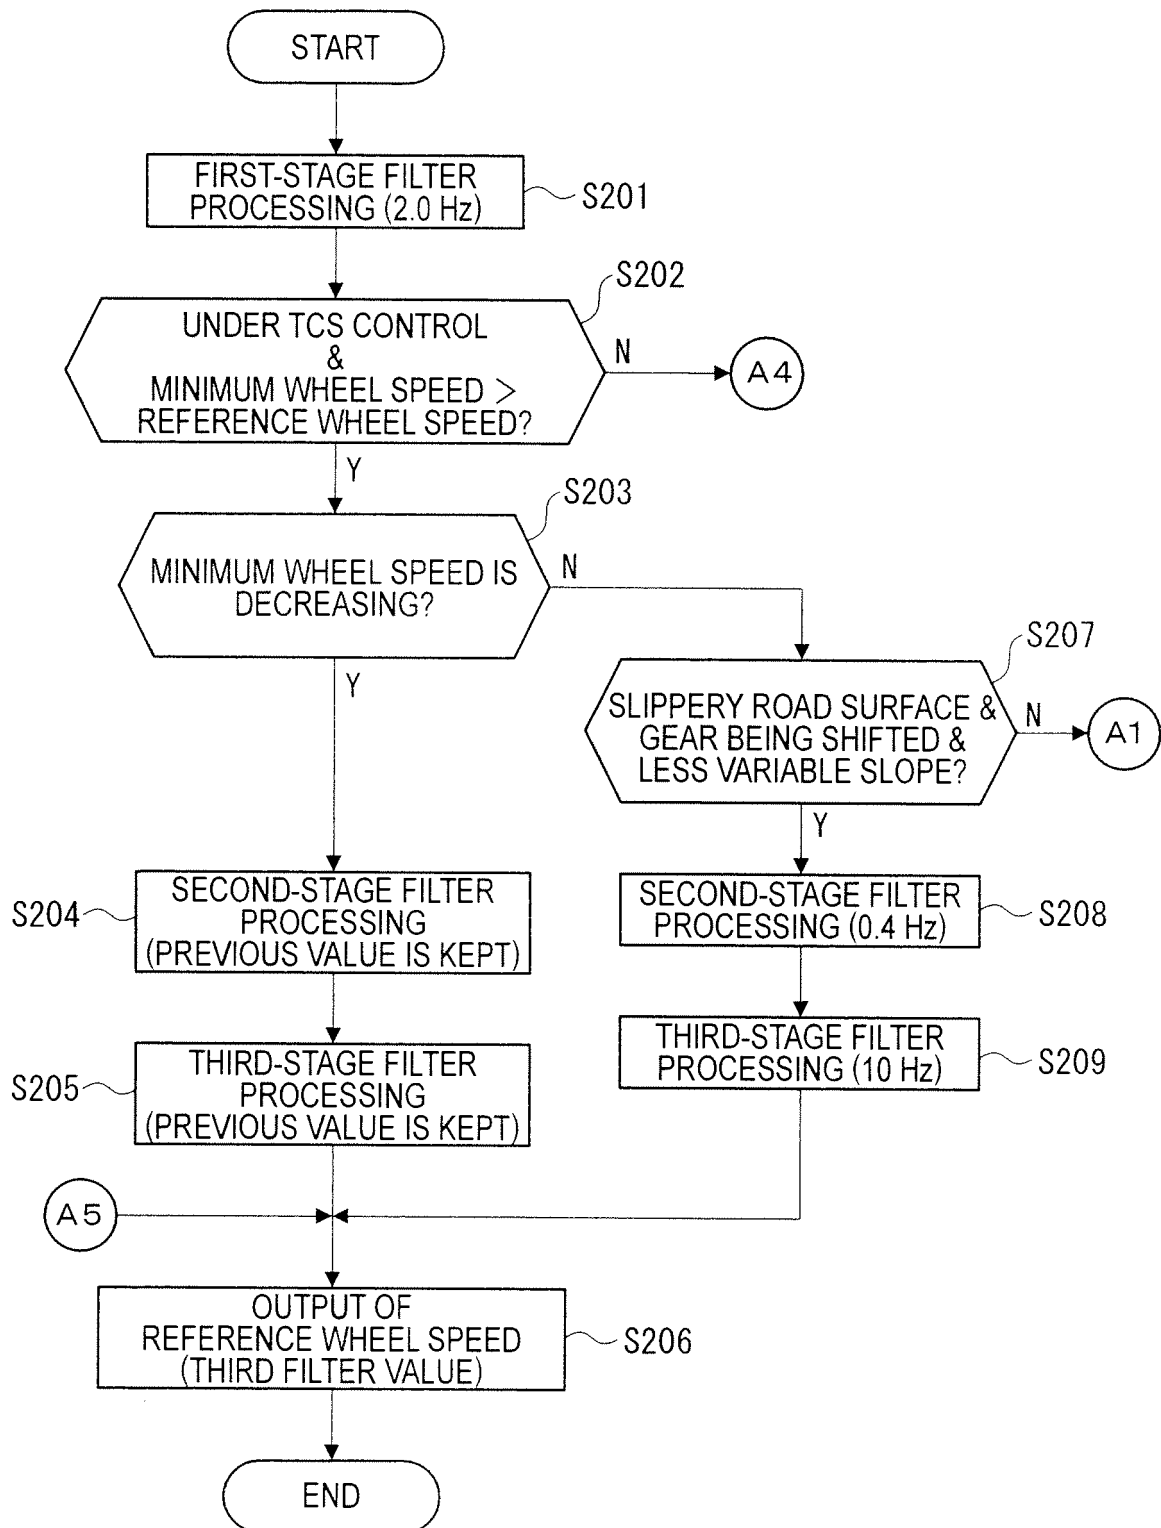 START
FIRST-STAGE FILTER
PROCESSING (2.0 Hz)
S201
S202
UNDER TCS CONTROL
&
MINIMUM WHEEL SPEED >
REFERENCE WHEEL SPEED?
N
A4
Y
S203
MINIMUM WHEEL SPEED IS
DECREASING?
N
Y
S207
SLIPPERY ROAD SURFACE &
GEAR BEING SHIFTED &
LESS VARIABLE SLOPE?
N
A1
Y
S204
SECOND-STAGE FILTER
PROCESSING
(PREVIOUS VALUE IS KEPT)
SECOND-STAGE FILTER
PROCESSING (0.4 Hz)
S208
S205
THIRD-STAGE FILTER
PROCESSING
(PREVIOUS VALUE IS KEPT)
THIRD-STAGE FILTER
PROCESSING (10 Hz)
S209
A5
OUTPUT OF
REFERENCE WHEEL SPEED
(THIRD FILTER VALUE)
S206
END